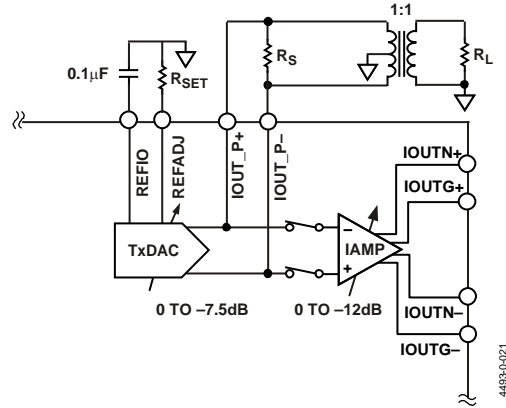 1:1
0.1µF
RSET
RS
RL
REFIO
REFADJ
IOUT_P+
IOUT_P–
IOUTN+
IOUTG+
TxDAC
– IAMP
+
0 TO –7.5dB
0 TO –12dB
IOUTN–
IOUTG–
4493-0-021